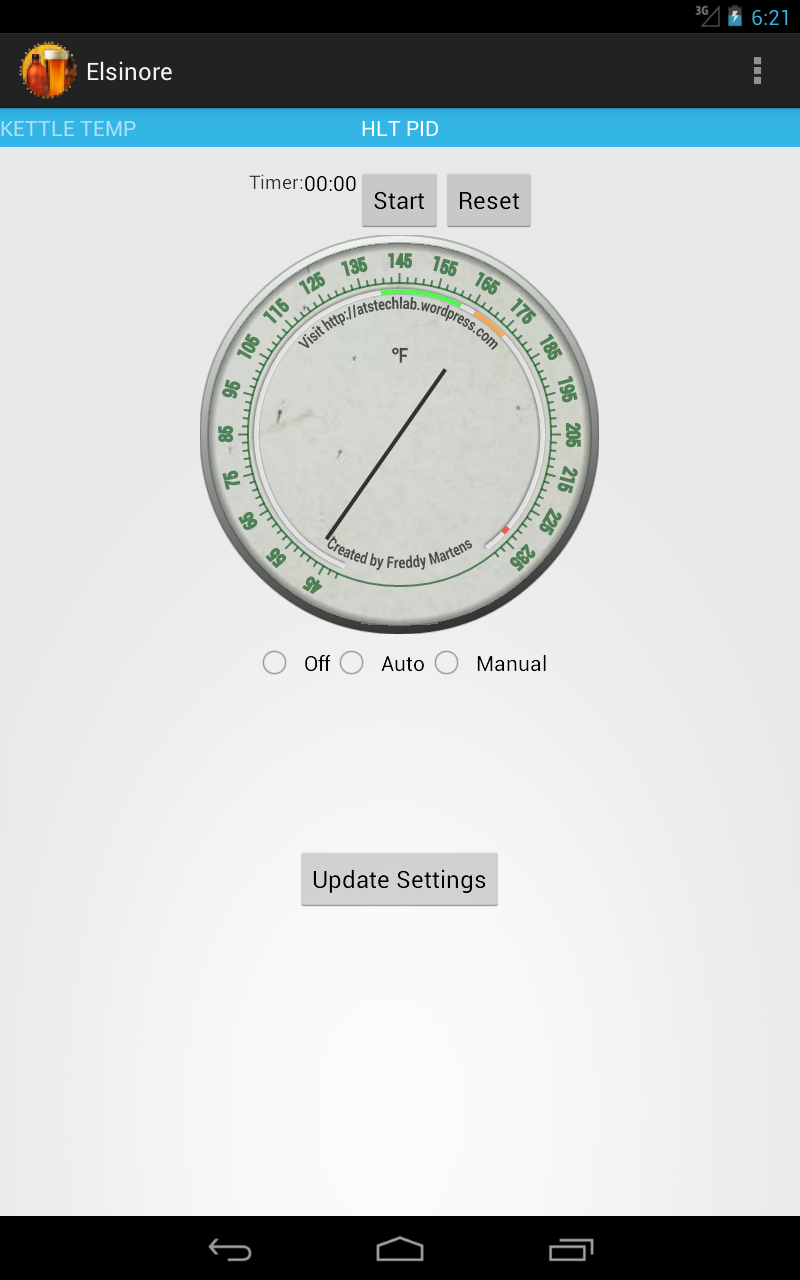 3G 6:21
Elsinore
KETTLE TEMP HLT PID
Timer:00:00 Start Reset
45 55 65 75 85 95 105 115 125 135 145 155 165 175 185 195 205 215 225 235
Visit http://atstechlab.wordpress.com
°F
Created by Freddy Martens
Off Auto Manual
Update Settings